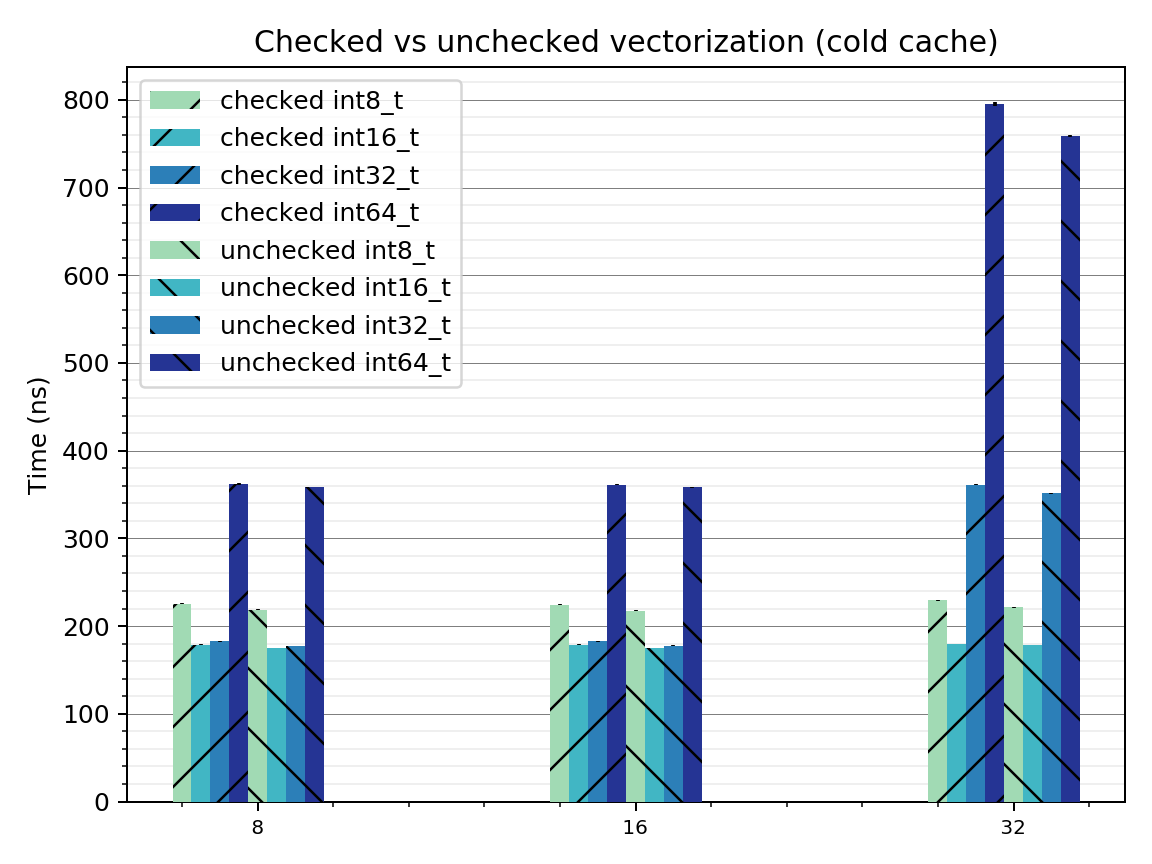 Checked vs unchecked vectorization (cold cache)
checked int8_t
checked int16_t
checked int32_t
checked int64_t
unchecked int8_t
unchecked int16_t
unchecked int32_t
unchecked int64_t
Time (ns)
800
700
600
500
400
300
200
100
0
8
16
32